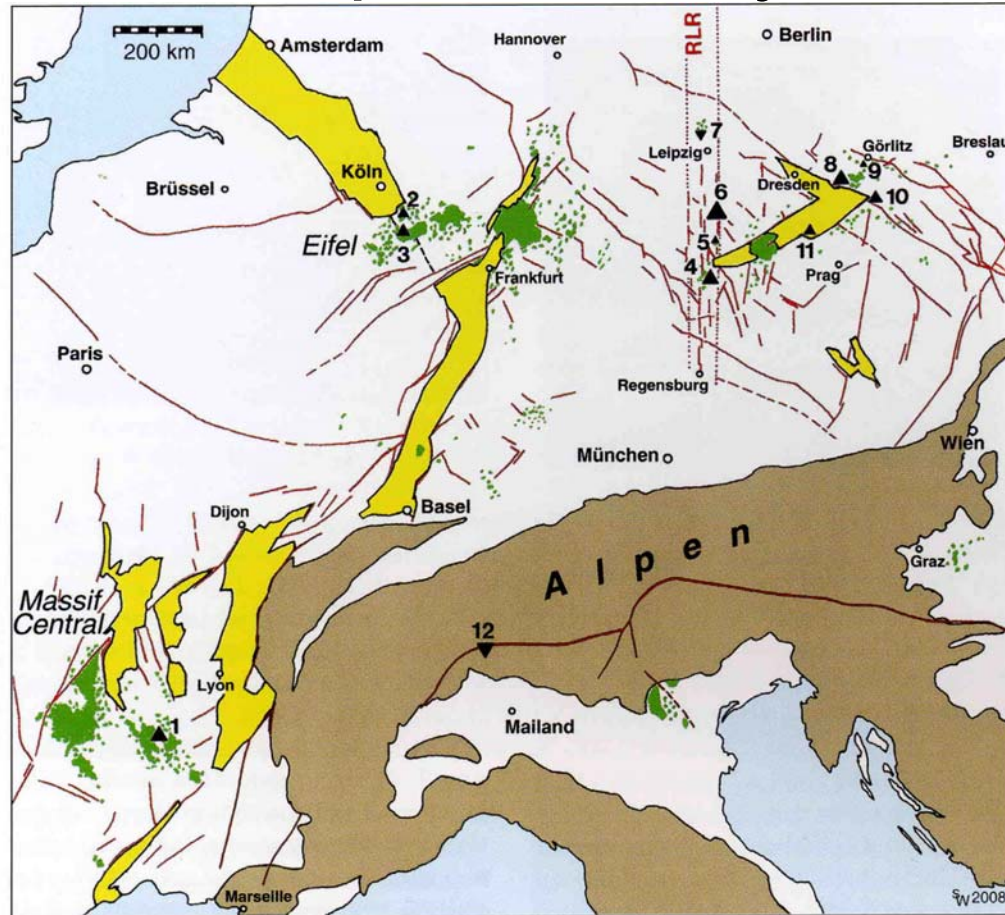 200 km
Amsterdam
Hannover
RLR
Berlin
7
Leipzig
Görlitz
Breslau
Köln
Brüssel
2
Eifel
3
6
Dresden
8
9
10
5
11
4
Prag
Frankfurt
Paris
Regensburg
Wien
München
Basel
Dijon
Alpen
Graz
Massif
Central
12
Lyon
1
Mailand
Marseille
SW 2008